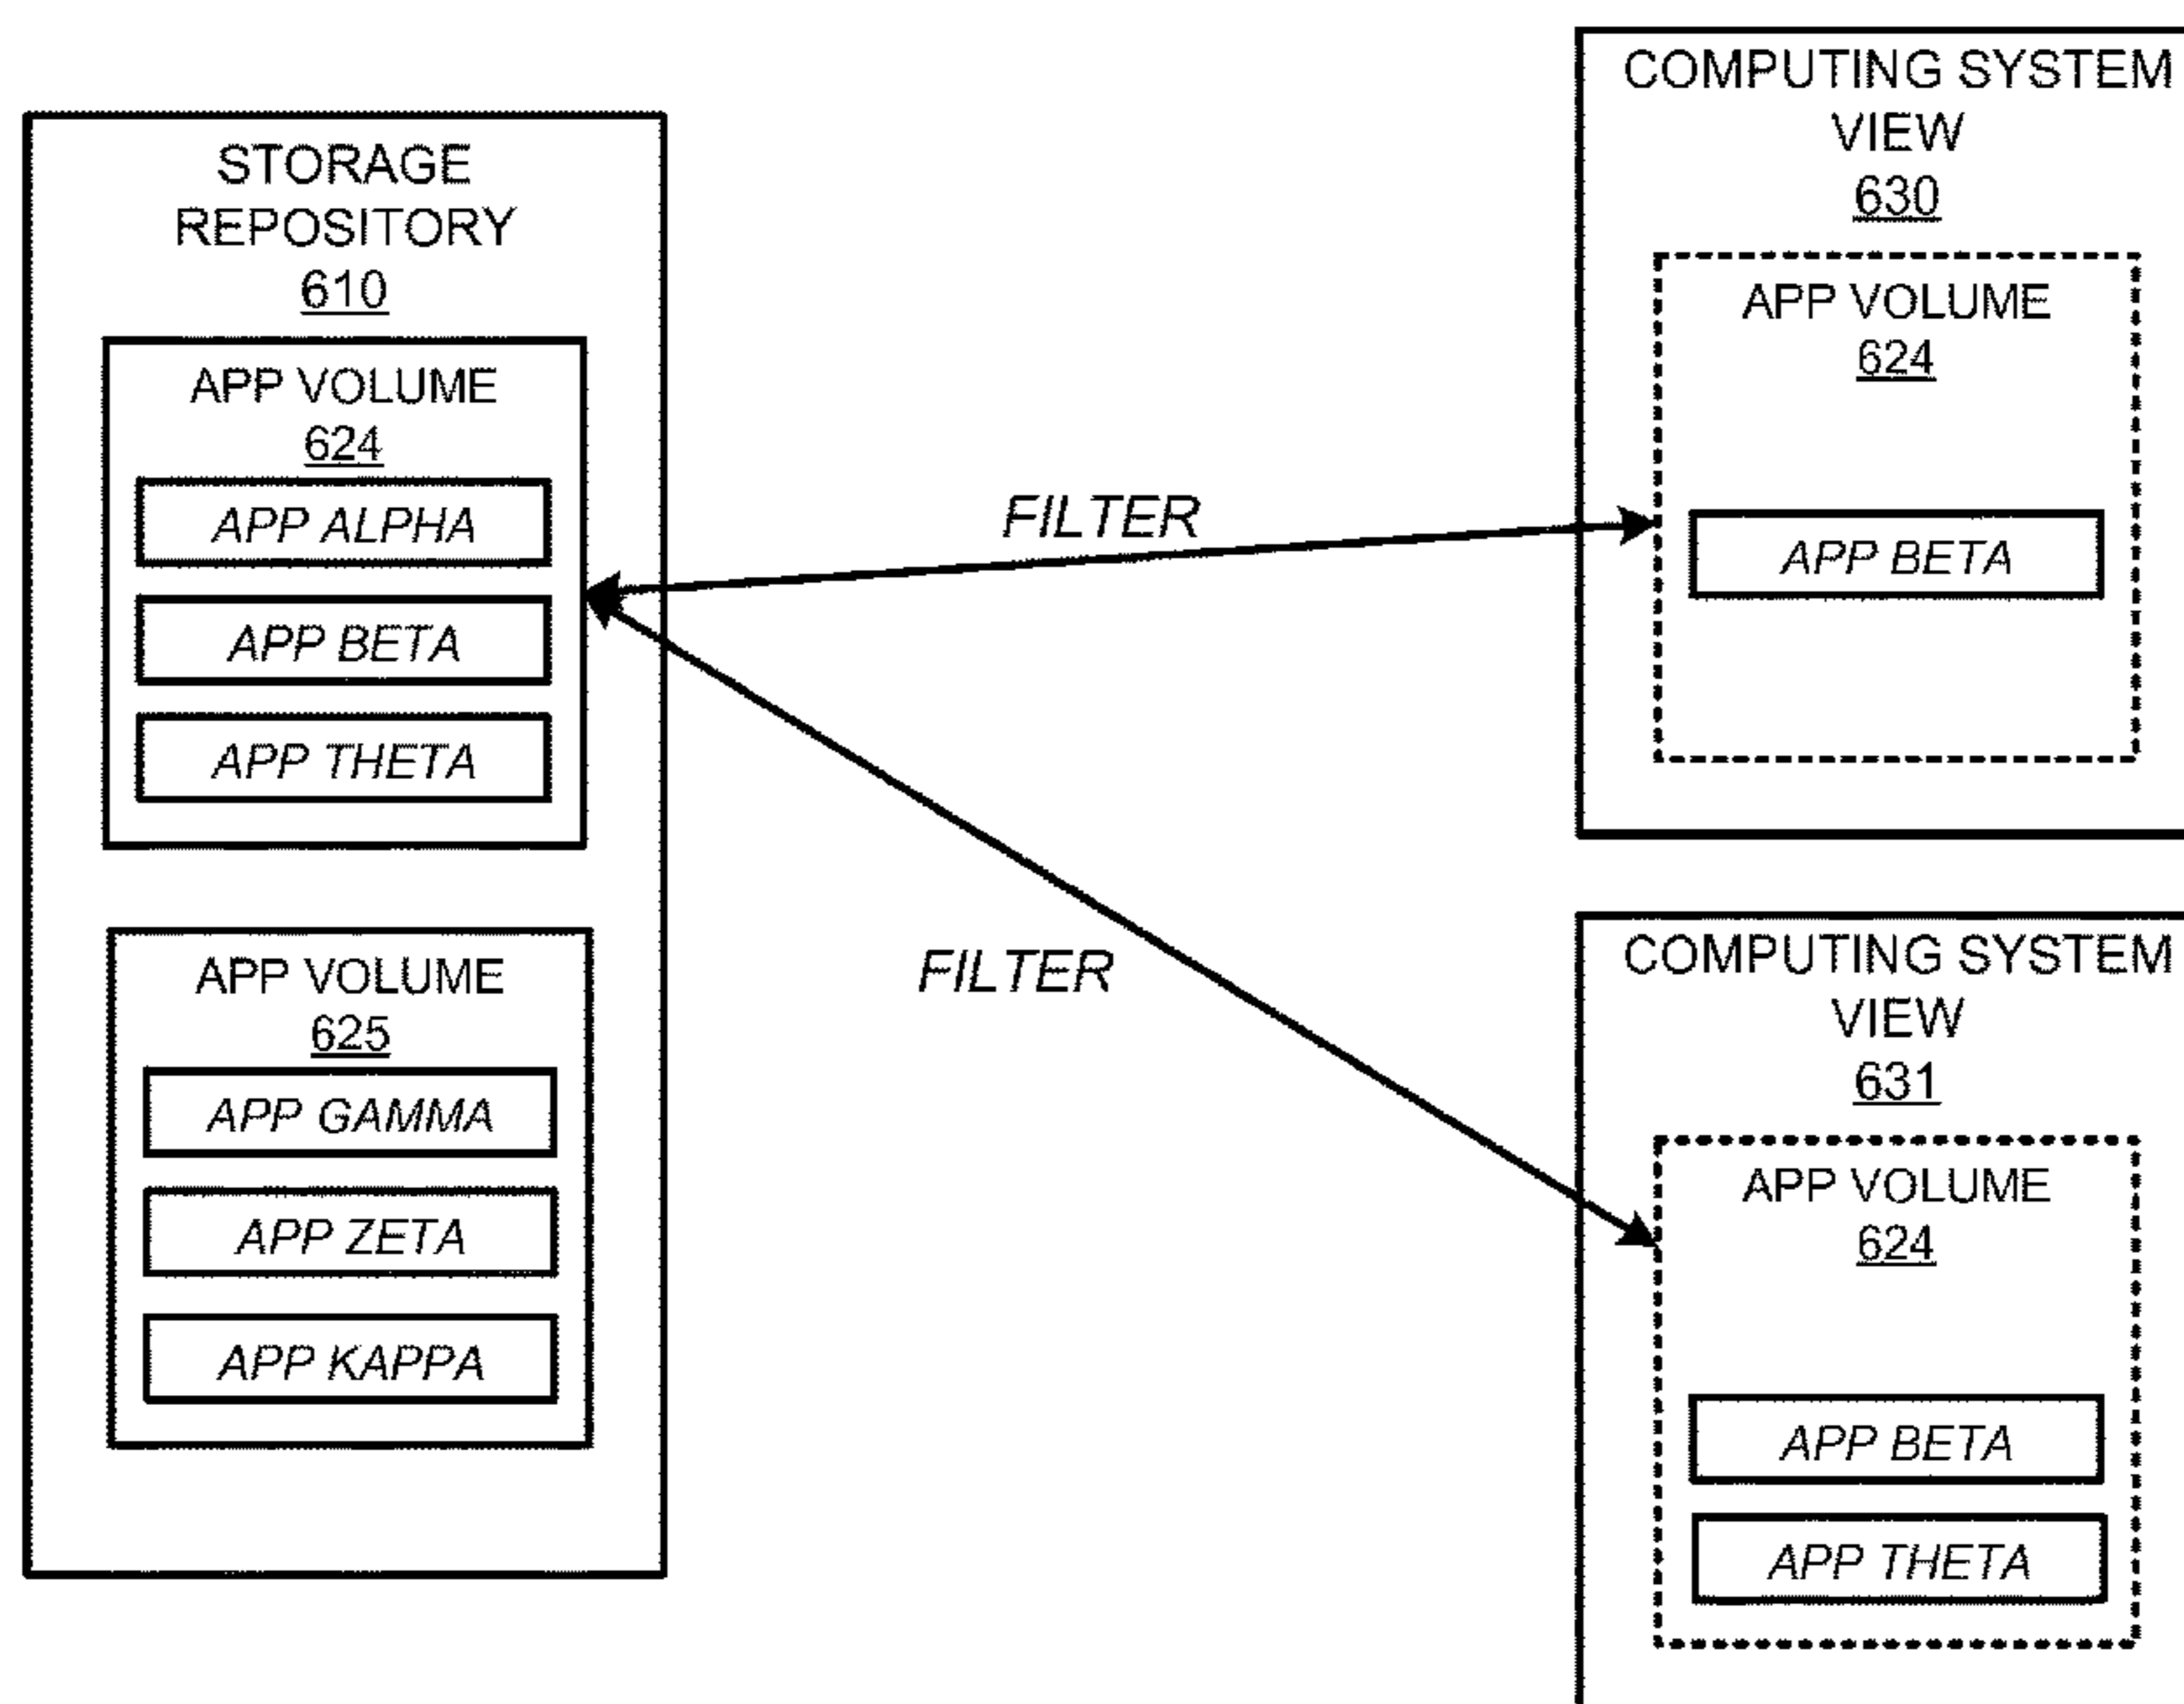 STORAGE
REPOSITORY
610
APP VOLUME
624
APP ALPHA
APP BETA
APP THETA
APP VOLUME
625
APP GAMMA
APP ZETA
APP KAPPA
FILTER
FILTER
COMPUTING SYSTEM
VIEW
630
APP VOLUME
624
APP BETA
COMPUTING SYSTEM
VIEW
631
APP VOLUME
624
APP BETA
APP THETA